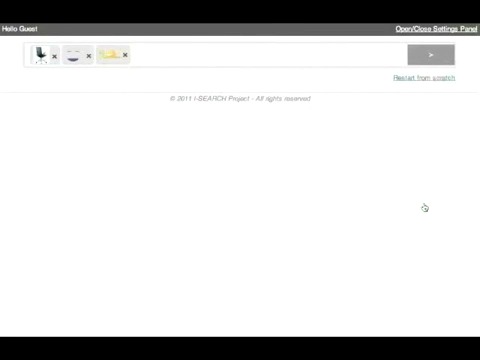 Hello Guest
Open/Close Settings Panel
x
x
x
>
Restart from scratch
© 2011 I-SEARCH Project - All rights reserved